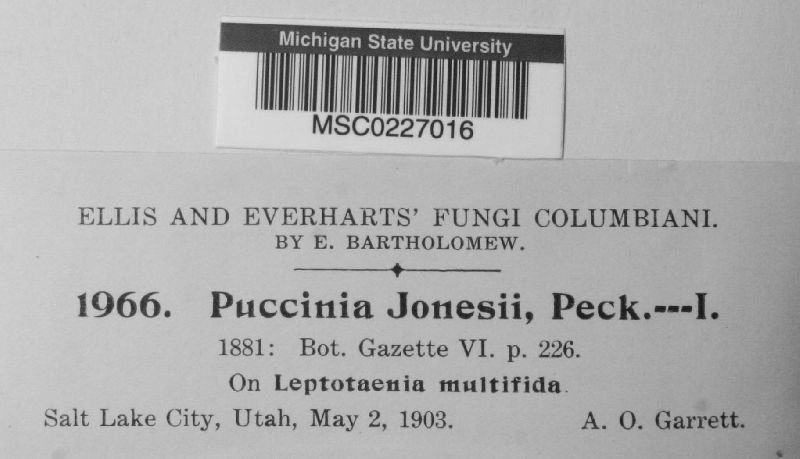 Michigan State University
MSC0227016
ELLIS AND EVERHARTS' FUNGI COLUMBIANI.
BY E. BARTHOLOMEW.
1966. Puccinia Jonesii, Peck.---I.
1881: Bot. Gazette VI. p. 226.
On Leptotaenia multifida.
Salt Lake City, Utah, May 2, 1903. A. O. Garrett.